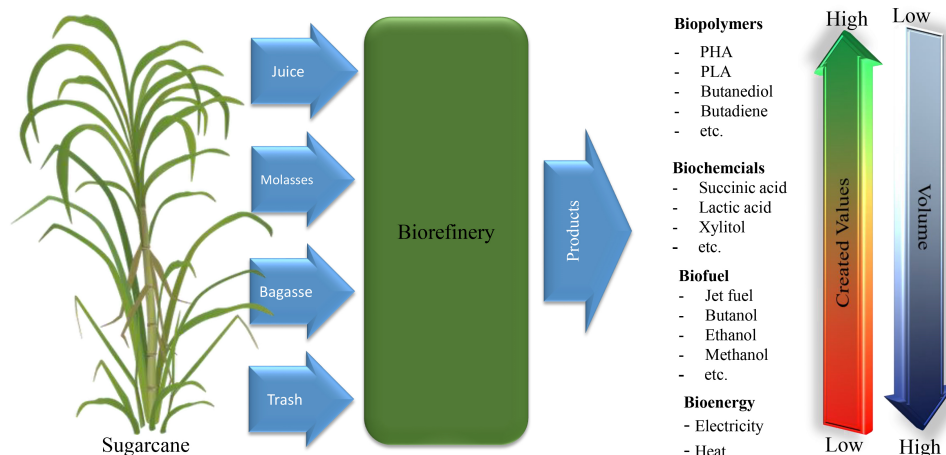 Sugarcane
Juice
Molasses
Bagasse
Trash
Biorefinery
Products
Biopolymers
- PHA
- PLA
- Butanediol
- Butadiene
- etc.
Biochemcials
- Succinic acid
- Lactic acid
- Xylitol
- etc.
Biofuel
- Jet fuel
- Butanol
- Ethanol
- Methanol
- etc.
Bioenergy
- Electricity
- Heat
High
Created Values
Low
Low
Volume
High